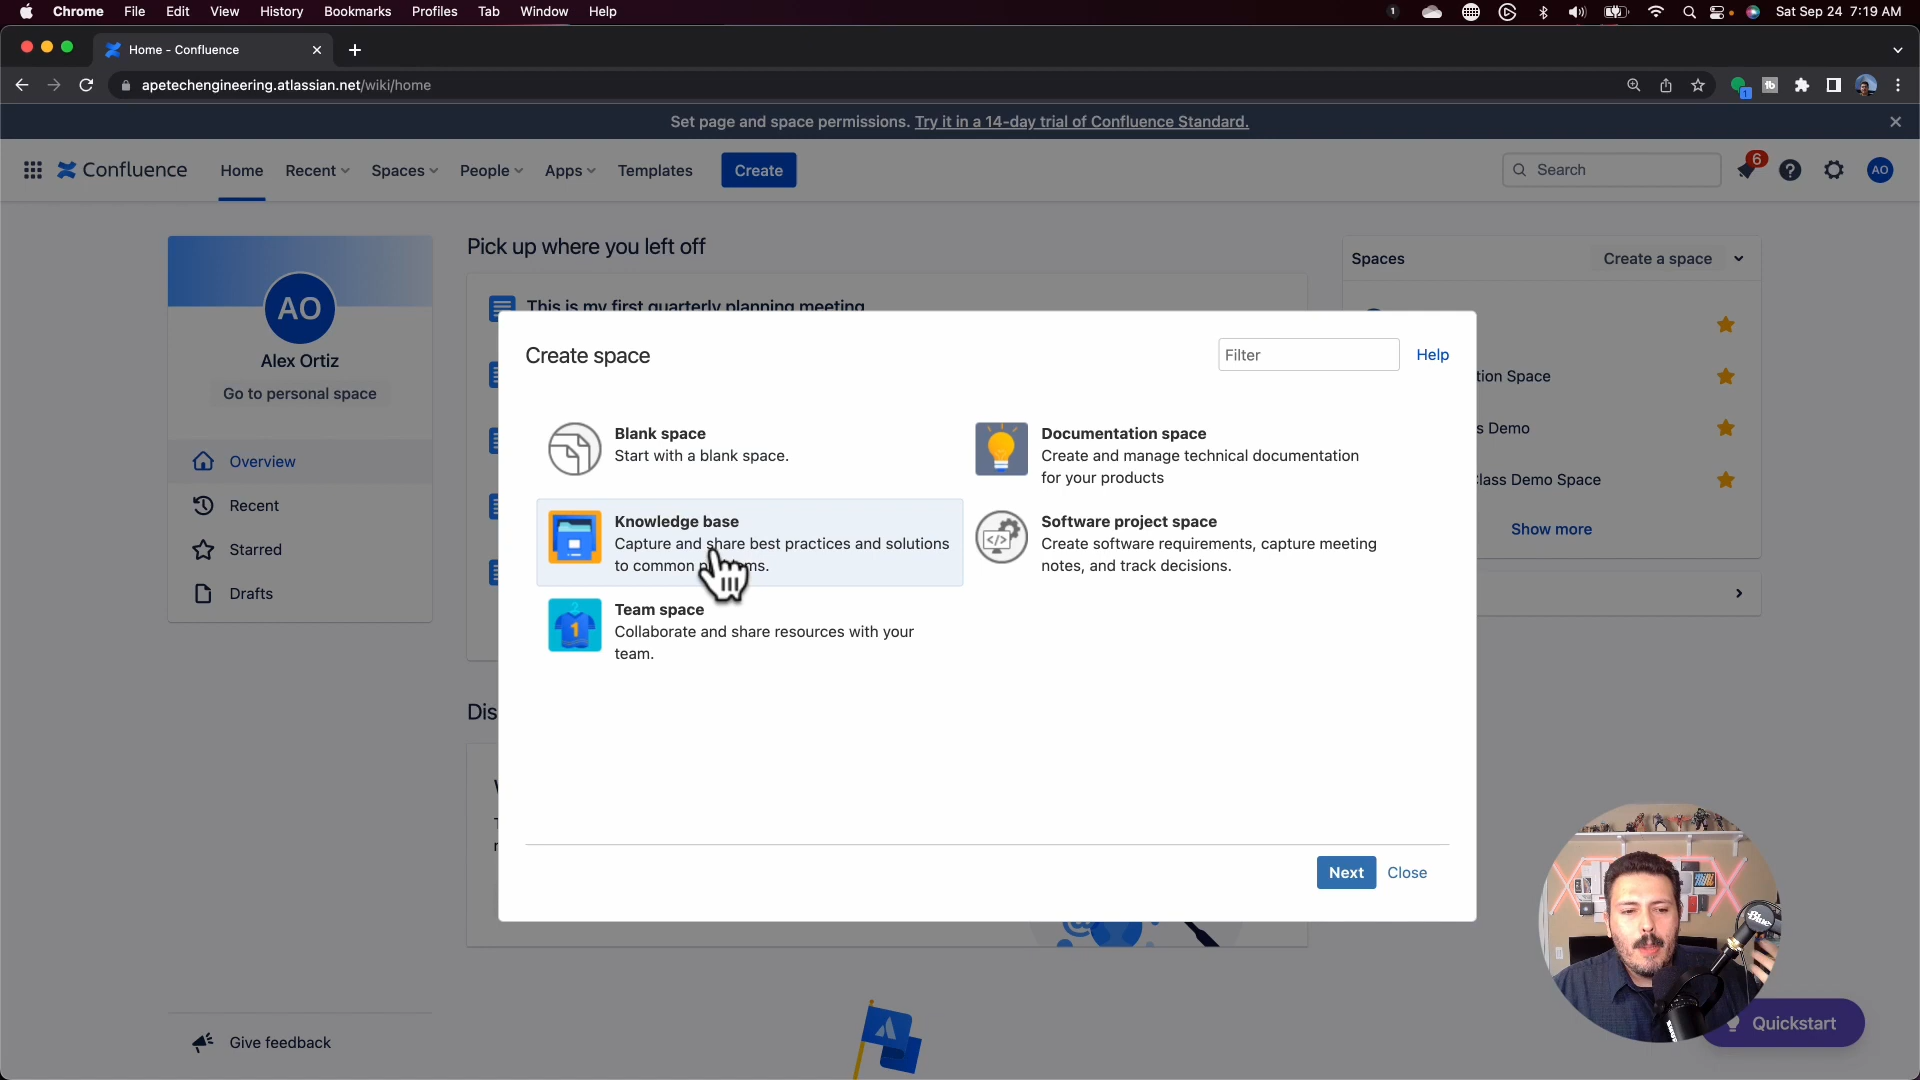 Chrome File Edit View History Bookmarks Profiles Tab Window Help
1
Sat Sep 24 7:19 AM
Home - Confluence
apetechengineering.atlassian.net/wiki/home
1
Set page and space permissions. Try it in a 14-day trial of Confluence Standard.
Confluence Home Recent Spaces People Apps Templates Create
Search
6
AO
AO
Alex Ortiz
Go to personal space
Overview
Recent
Starred
Drafts
Give feedback
Pick up where you left off
This is my first quarterly planning meeting
Spaces
Create a space
tion Space
s Demo
lass Demo Space
Show more
Create space
Filter
Help
Blank space
Start with a blank space.
Documentation space
Create and manage technical documentation
for your products
Knowledge base
Capture and share best practices and solutions
to common
Software project space
Create software requirements, capture meeting
notes, and track decisions.
1
Team space
Collaborate and share resources with your
team.
Next
Close
Dis
Blue
Quickstart